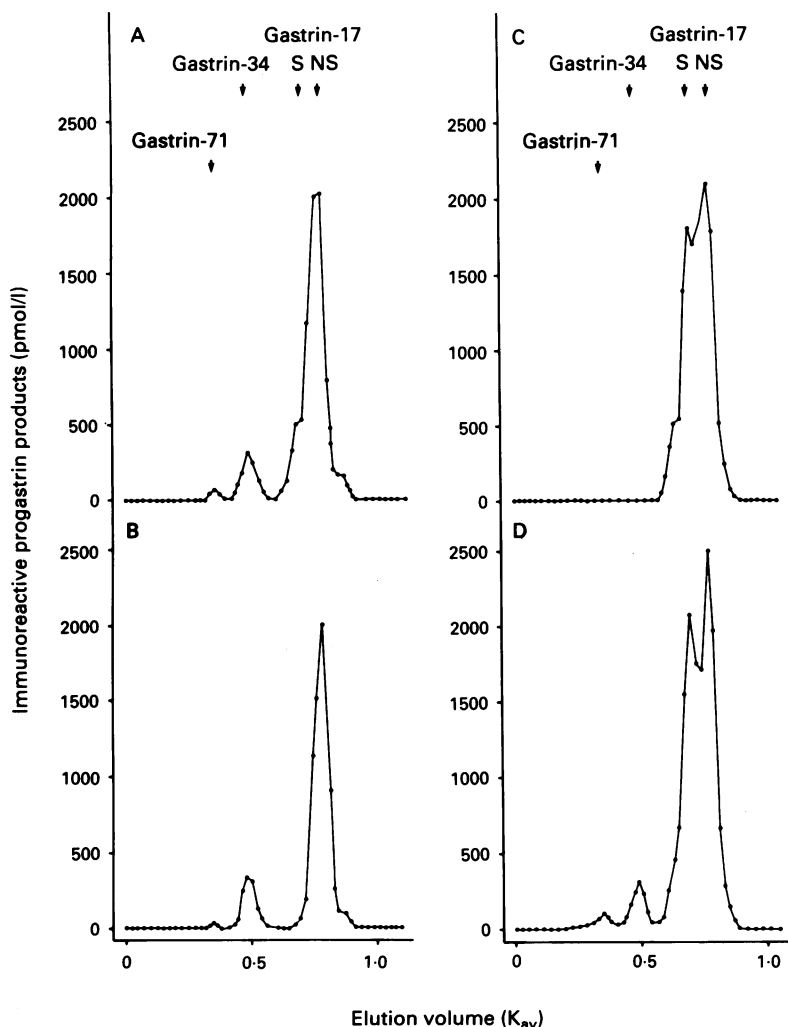 A
Gastrin-17
Gastrin-34 S NS
Gastrin-71
2500
2000
1500
1000
500
0
C
Gastrin-17
Gastrin-34 S NS
Gastrin-71
2500
2000
1500
1000
500
0
B
2500
2000
1500
1000
500
0
0 0·5 1·0
D
2500
2000
1500
1000
500
0
0 0·5 1·0
Immunoreactive progastrin products (pmol/l)
Elution volume (Kav)